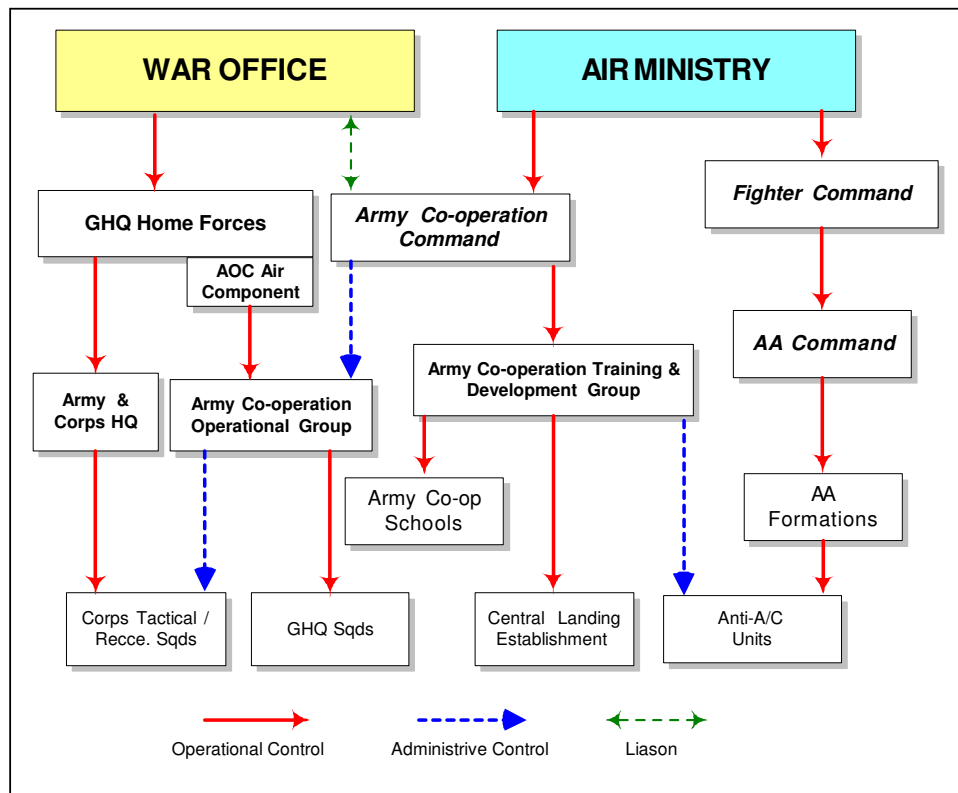 WAR OFFICE
AIR MINISTRY
GHQ Home Forces
AOC Air
Component
Army Co-operation
Command
Fighter Command
AA Command
Army &
Corps HQ
Army Co-operation
Operational Group
Army Co-operation Training &
Development Group
Army Co-op
Schools
AA
Formations
Corps Tactical /
Recce. Sqds
GHQ Sqds
Central Landing
Establishment
Anti-A/C
Units
Operational Control
Administrive Control
Liason